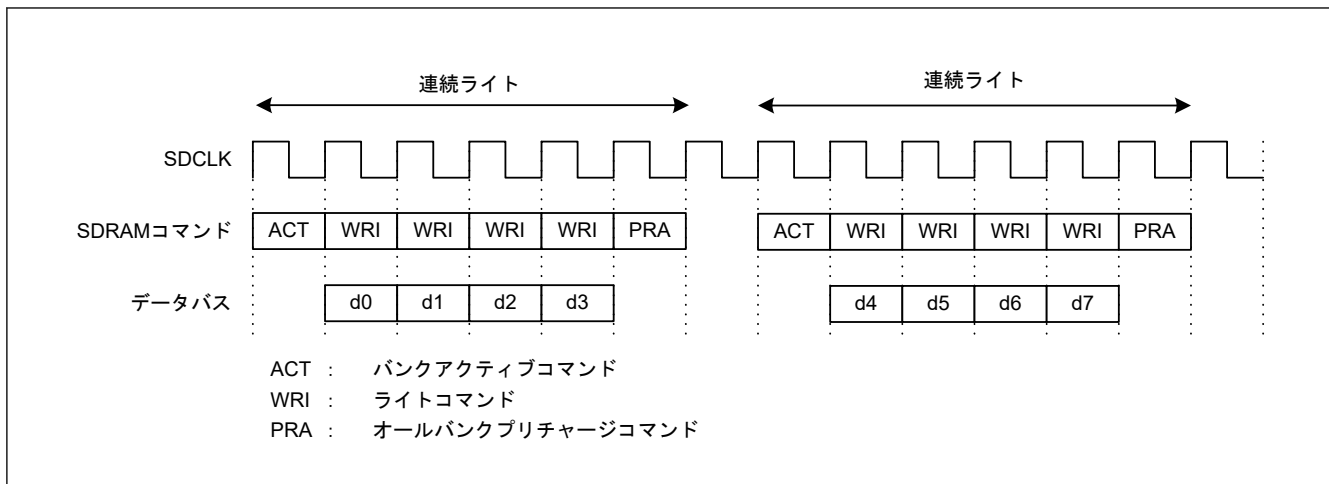 連続ライト 連続ライト
SDCLK
SDRAMコマンド ACT WRI WRI WRI WRI PRA ACT WRI WRI WRI WRI PRA
データバス d0 d1 d2 d3 d4 d5 d6 d7
ACT : バンクアクティブコマンド
WRI : ライトコマンド
PRA : オールバンクプリチャージコマンド